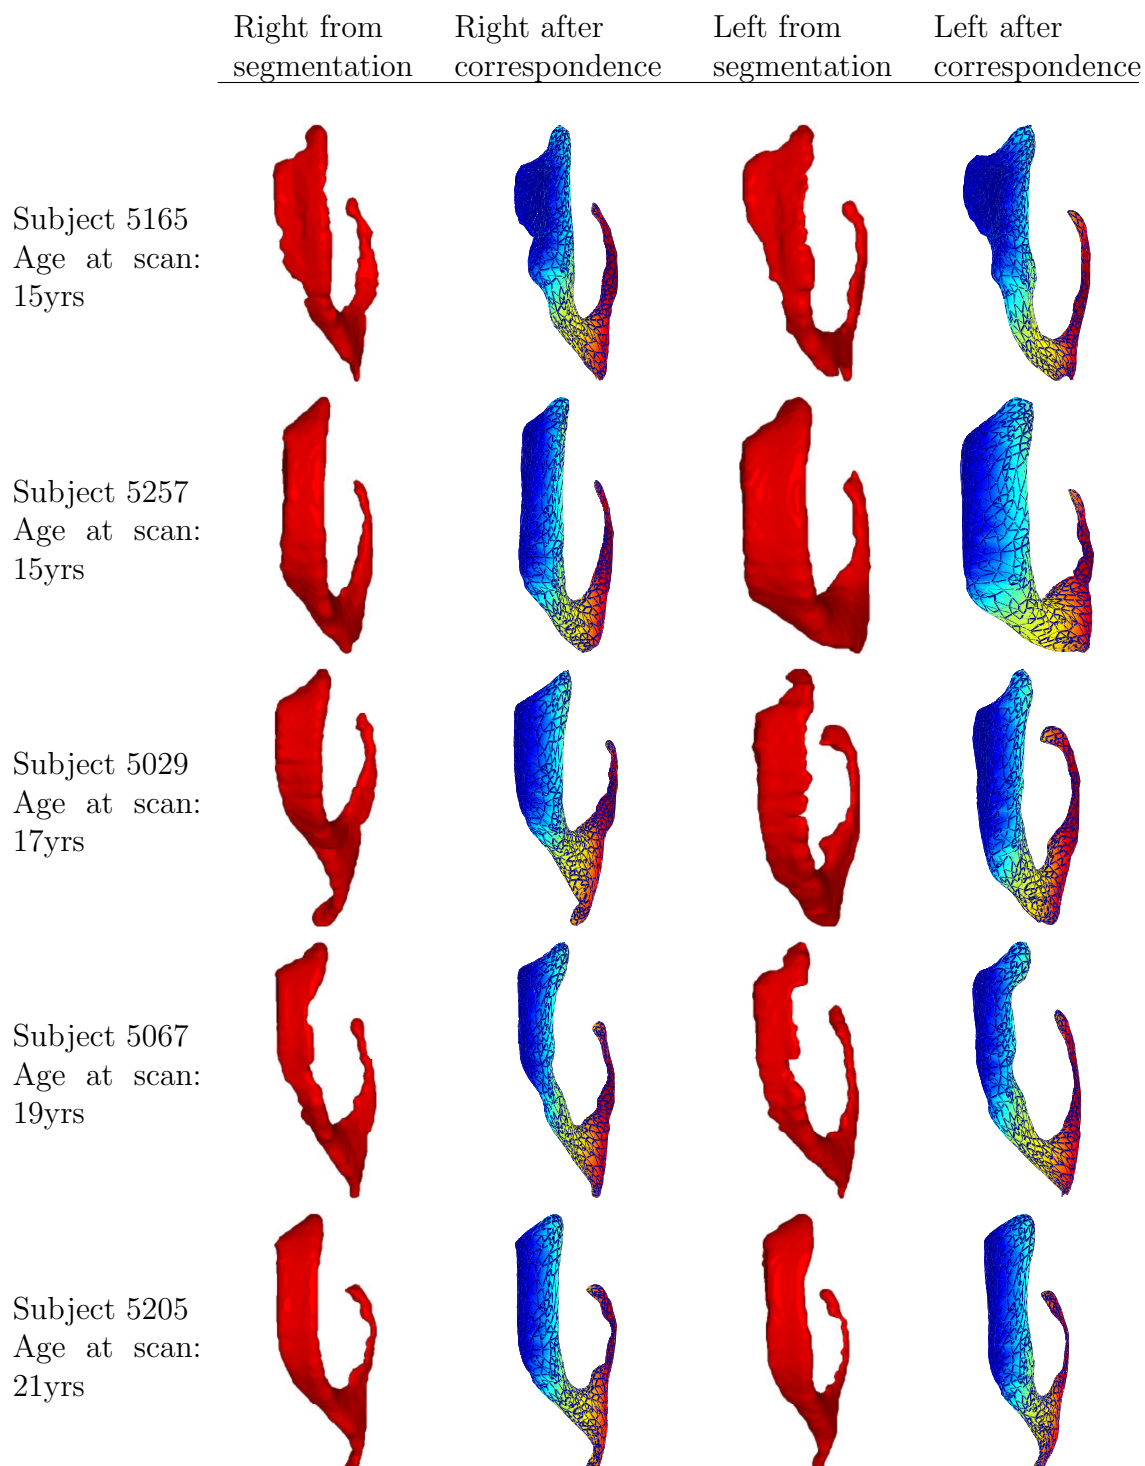 Right from
segmentation
Right after
correspondence
Left from
segmentation
Left after
correspondence
Subject 5165
Age at scan:
15yrs
Subject 5257
Age at scan:
15yrs
Subject 5029
Age at scan:
17yrs
Subject 5067
Age at scan:
19yrs
Subject 5205
Age at scan:
21yrs